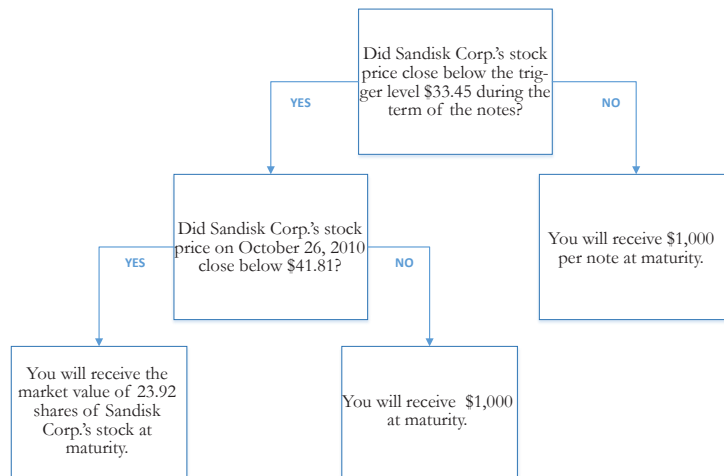 Did Sandisk Corp.'s stock
price close below the trig-
ger level $33.45 during the
term of the notes?
YES
NO
Did Sandisk Corp.'s stock
price on October 26, 2010
close below $41.81?
You will receive $1,000
per note at maturity.
YES
NO
You will receive the
market value of 23.92
shares of Sandisk
Corp.'s stock at
maturity.
You will receive  $1,000
at maturity.